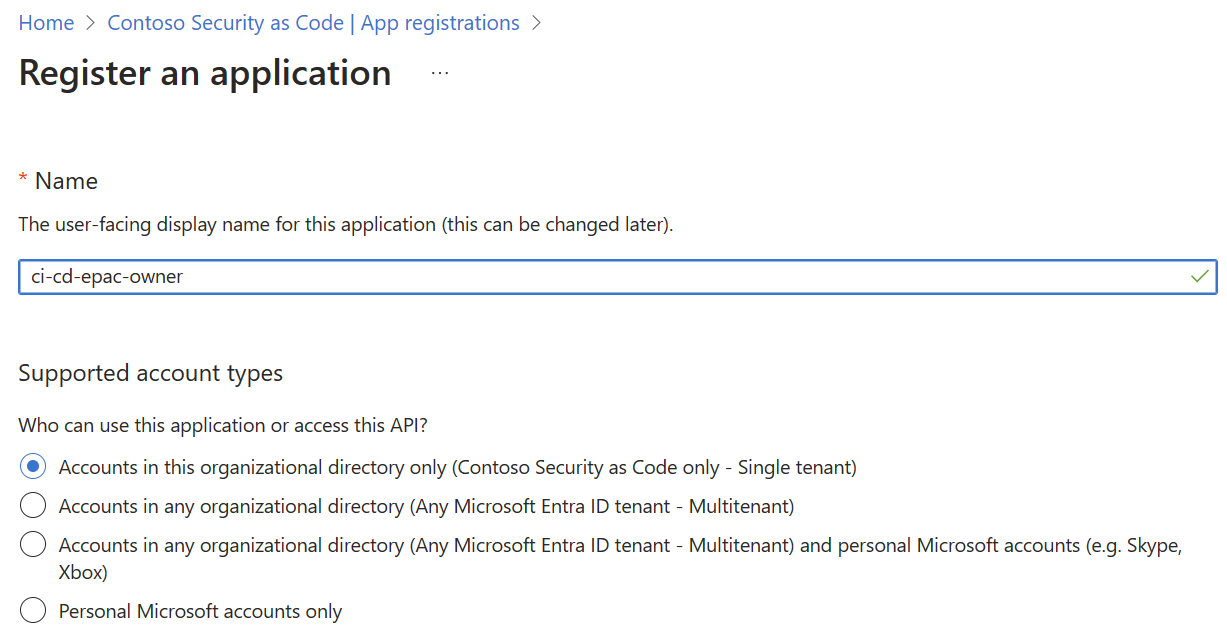 Home > Contoso Security as Code | App registrations >
Register an application ...
* Name
The user-facing display name for this application (this can be changed later).
ci-cd-epac-owner
Supported account types
Who can use this application or access this API?
Accounts in this organizational directory only (Contoso Security as Code only - Single tenant)
Accounts in any organizational directory (Any Microsoft Entra ID tenant - Multitenant)
Accounts in any organizational directory (Any Microsoft Entra ID tenant - Multitenant) and personal Microsoft accounts (e.g. Skype,
Xbox)
Personal Microsoft accounts only